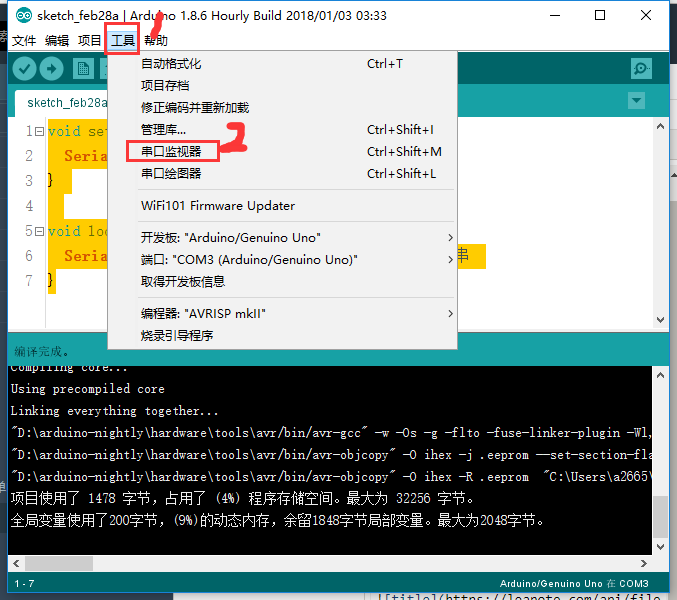 sketch_feb28a | Arduino 1.8.6 Hourly Build 2018/01/03 03:33
1
文件 编辑 项目 工具 帮助
自动格式化 Ctrl+T
项目存档
修正编码并重新加载
管理库... Ctrl+Shift+I
串口监视器 Ctrl+Shift+M
2
串口绘图器 Ctrl+Shift+L
WiFi101 Firmware Updater
开发板: "Arduino/Genuino Uno"
端口: "COM3 (Arduino/Genuino Uno)"
取得开发板信息
编程器: "AVRISP mkII"
烧录引导程序
sketch_feb28a
1 void set
2 Seria
3 }
4
5 void loo
6 Seria 串
7 }
编译完成。
Compiling core...
Using precompiled core
Linking everything together...
"D:\arduino-nightly\hardware\tools\avr/bin/avr-gcc" -w -Os -g -flto -fuse-linker-plugin -Wl,
"D:\arduino-nightly\hardware\tools\avr/bin/avr-objcopy" -O ihex -j .eeprom --set-section-fla
"D:\arduino-nightly\hardware\tools\avr/bin/avr-objcopy" -O ihex -R .eeprom "C:\Users\a2665\
项目使用了 1478 字节，占用了 (4%) 程序存储空间。最大为 32256 字节。
全局变量使用了200字节，(9%)的动态内存，余留1848字节局部变量。最大为2048字节。
1 - 7 Arduino/Genuino Uno 在 COM3
![title](https://leanote.com/api/file